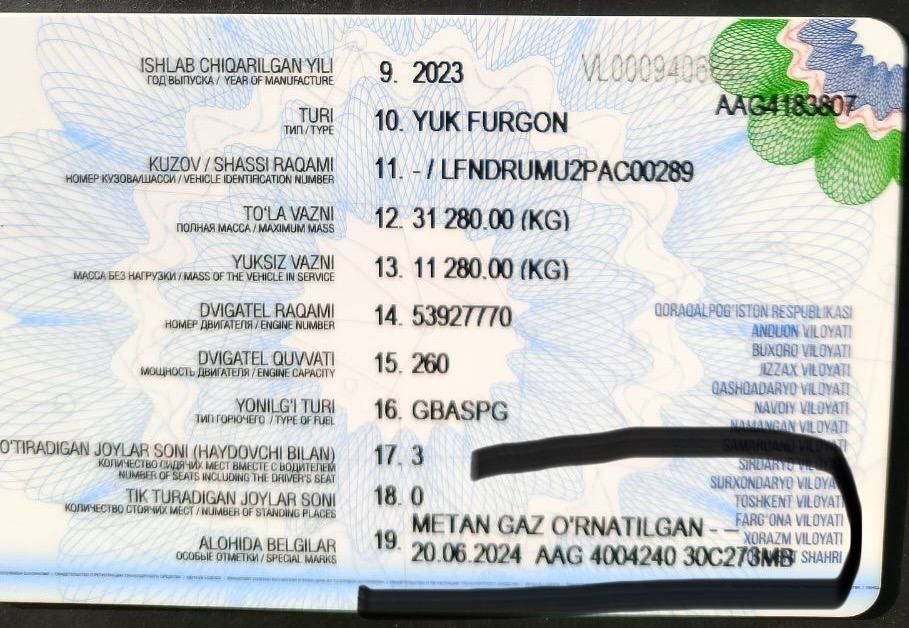 ISHLAB CHIQARILGAN YILI 9. 2023
ГОД ВЫПУСКА / YEAR OF MANUFACTURE
AAG4183807
TURI 10. YUK FURGON
ТИП / TYPE
KUZOV / SHASSI RAQAMI 11. - / LFNDRUMU2PAC00289
НОМЕР КУЗОВА/ШАССИ / VEHICLE IDENTIFICATION NUMBER
TO'LA VAZNI 12. 31 280.00 (KG)
ПОЛНАЯ МАССА / MAXIMUM MASS
YUKSIZ VAZNI 13. 11 280.00 (KG)
МАССА БЕЗ НАГРУЗКИ / MASS OF THE VEHICLE IN SERVICE
DVIGATEL RAQAMI 14. 53927770
НОМЕР ДВИГАТЕЛЯ / ENGINE NUMBER
DVIGATEL QUVVATI 15. 260
МОЩНОСТЬ ДВИГАТЕЛЯ / ENGINE CAPACITY
YONILG'I TURI 16. GBASPG
ТИП ГОРЮЧЕГО / TYPE OF FUEL
O'TIRADIGAN JOYLAR SONI (HAYDOVCHI BILAN) 17. 3
КОЛИЧЕСТВО СИДЯЧИХ МЕСТ ВМЕСТЕ С ВОДИТЕЛЕМ
NUMBER OF SEATS INCLUDING THE DRIVER'S SEAT
TIK TURADIGAN JOYLAR SONI 18. 0
КОЛИЧЕСТВО СТОЯЧИХ МЕСТ / NUMBER OF STANDING PLACES
ALOHIDA BELGILAR 19. METAN GAZ O'RNATILGAN - –
ОСОБЫЕ ОТМЕТКИ / SPECIAL MARKS
20.06.2024 AAG 4004240 30C273MB
QORAQALPOG'ISTON RESPUBLIKASI
ANDIJON VILOYATI
BUXORO VILOYATI
JIZZAX VILOYATI
QASHQADARYO VILOYATI
NAVOIY VILOYATI
NAMANGAN VILOYATI
SIRDARYO VILOYATI
SURXONDARYO VILOYATI
TOSHKENT VILOYATI
FARG'ONA VILOYATI
XORAZM VILOYATI
SHAHRI